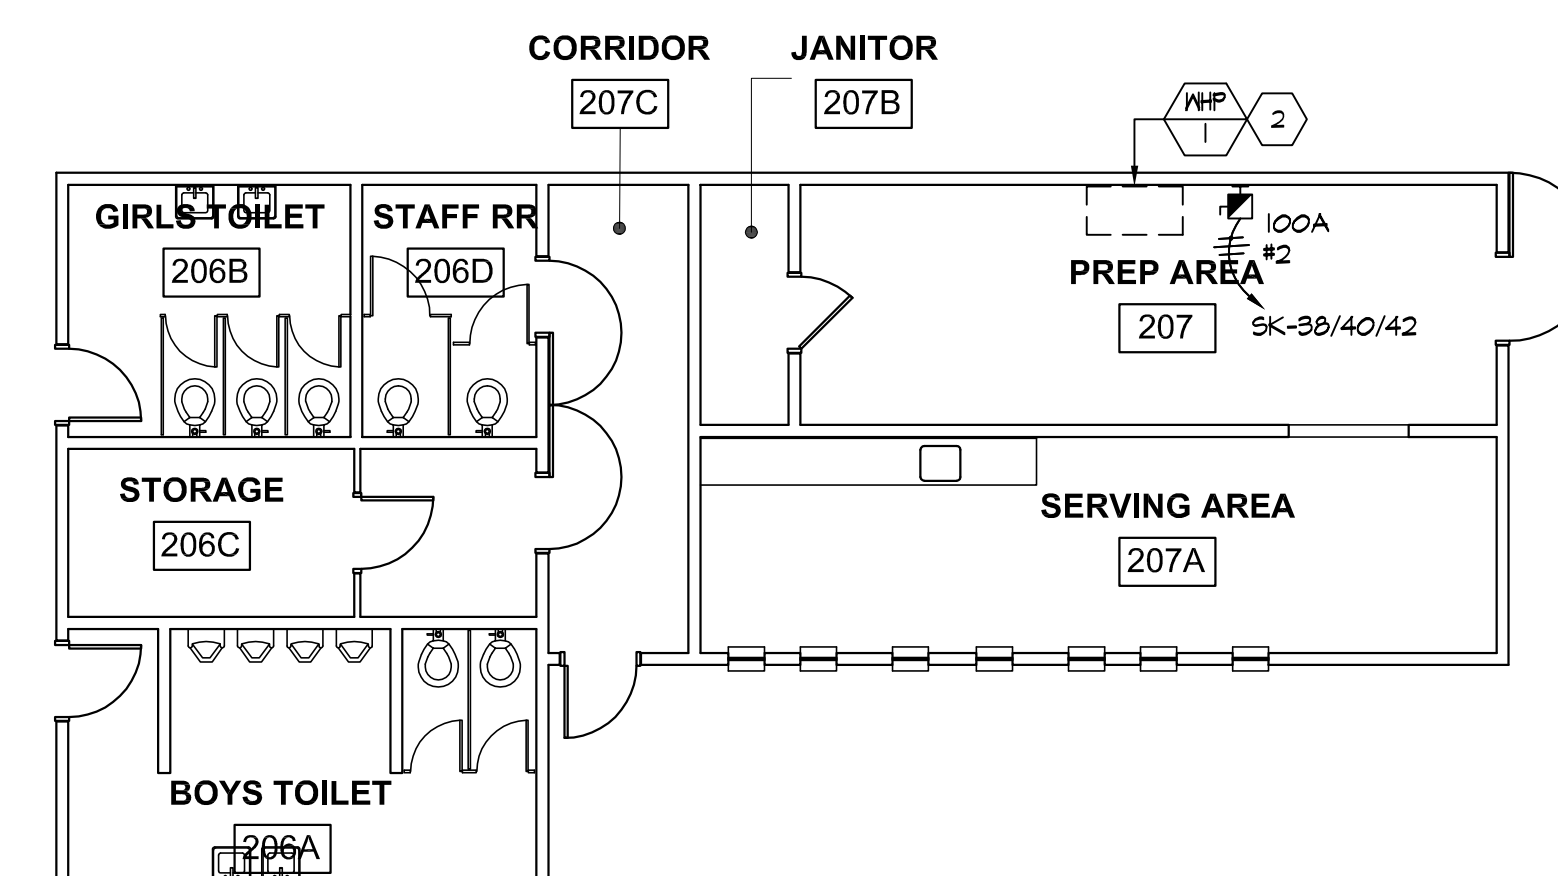 CORRIDOR
207C
JANITOR
207B
WHP
1
2
GIRLS TOILET
206B
STAFF RR
206D
100A
#2
PREP AREA
207
SK-38/40/42
STORAGE
206C
SERVING AREA
207A
BOYS TOILET
206A